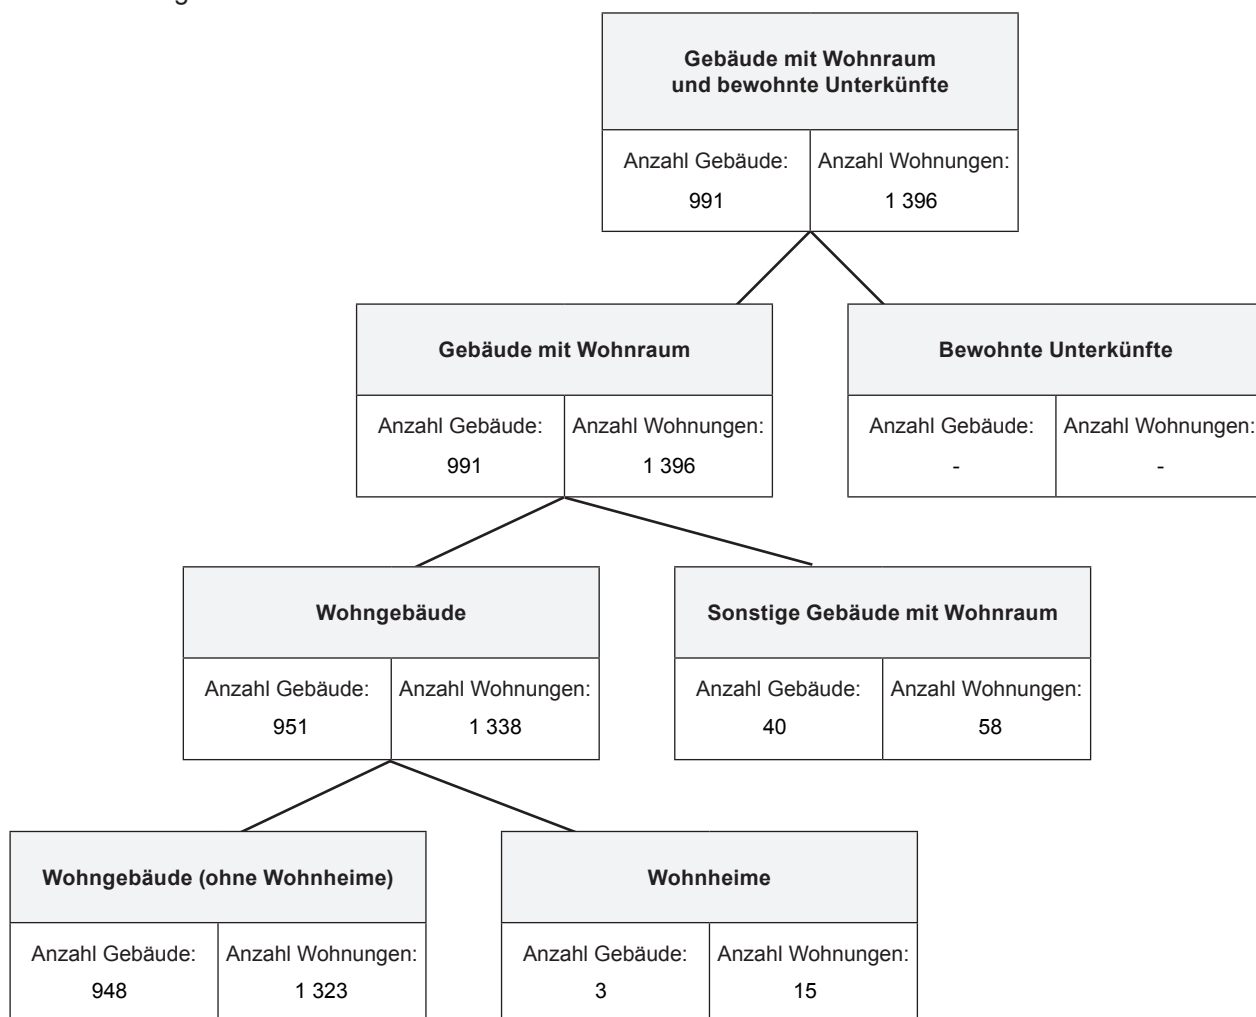 Gebäude mit Wohnraum
und bewohnte Unterkünfte
Anzahl Gebäude: Anzahl Wohnungen:
991 1 396
Gebäude mit Wohnraum
Anzahl Gebäude: Anzahl Wohnungen:
991 1 396
Bewohnte Unterkünfte
Anzahl Gebäude: Anzahl Wohnungen:
- -
Wohngebäude
Anzahl Gebäude: Anzahl Wohnungen:
951 1 338
Sonstige Gebäude mit Wohnraum
Anzahl Gebäude: Anzahl Wohnungen:
40 58
Wohngebäude (ohne Wohnheime)
Anzahl Gebäude: Anzahl Wohnungen:
948 1 323
Wohnheime
Anzahl Gebäude: Anzahl Wohnungen:
3 15